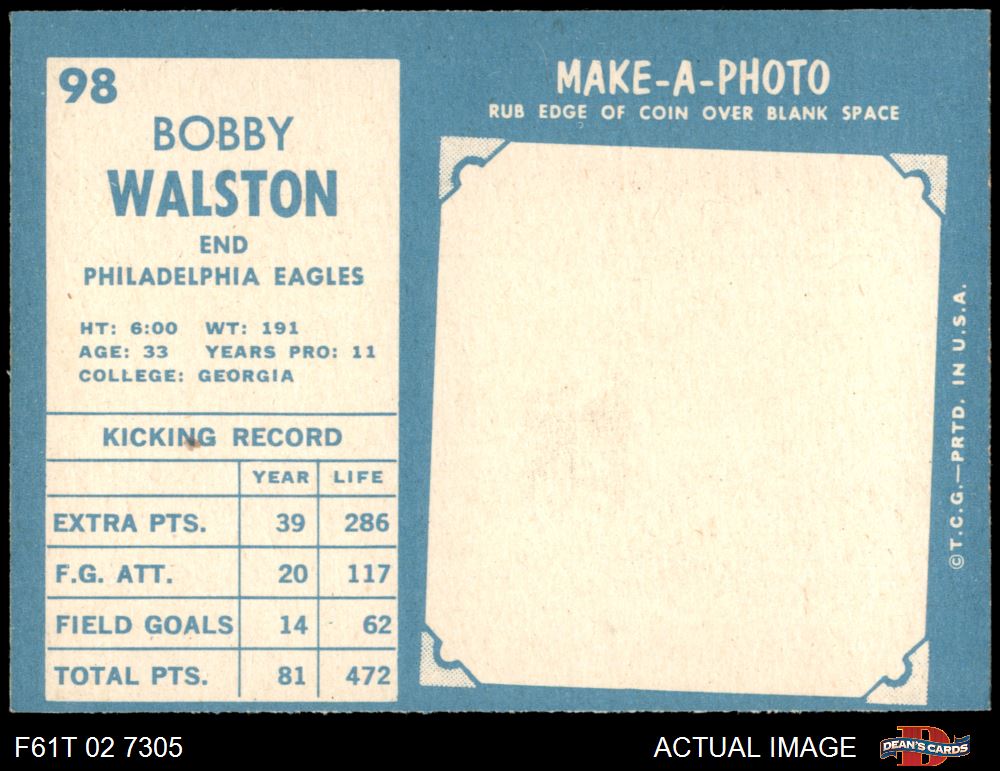 98
BOBBY
WALSTON
END
PHILADELPHIA EAGLES
HT: 6:00 WT: 191
AGE: 33 YEARS PRO: 11
COLLEGE: GEORGIA
KICKING RECORD
YEAR LIFE
EXTRA PTS. 39 286
F.G. ATT. 20 117
FIELD GOALS 14 62
TOTAL PTS. 81 472
MAKE-A-PHOTO
RUB EDGE OF COIN OVER BLANK SPACE
©T.C.G.—PRTD. IN U.S.A.
F61T 02 7305
ACTUAL IMAGE
DEAN'S CARDS